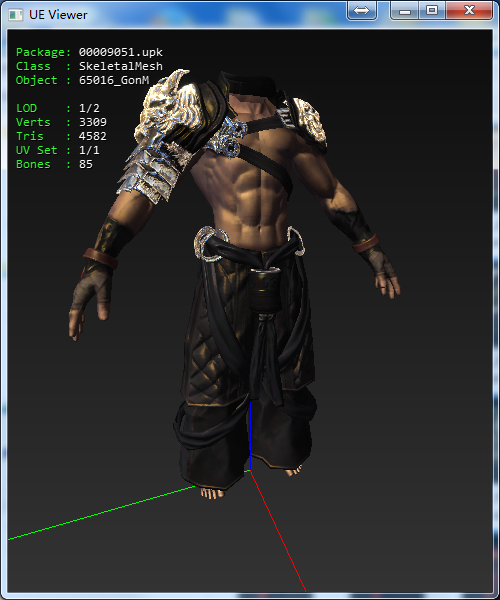 UE Viewer
Package: 00009051.upk
Class : SkeletalMesh
Object : 65016_GonM
LOD : 1/2
Verts : 3309
Tris : 4582
UV Set : 1/1
Bones : 85